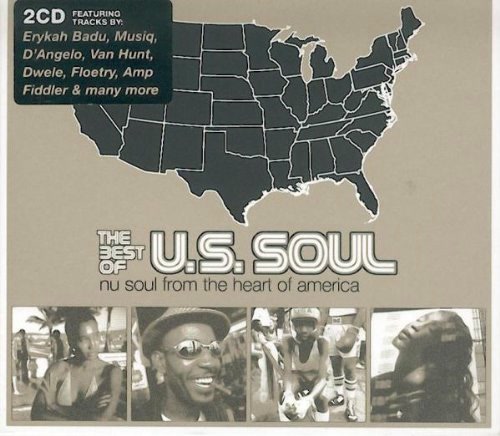 2CD FEATURING
TRACKS BY:
Erykah Badu, Musiq,
D'Angelo, Van Hunt,
Dwele, Floetry, Amp
Fiddler & many more
THE
BEST
OF
U.S. SOUL
nu soul from the heart of america